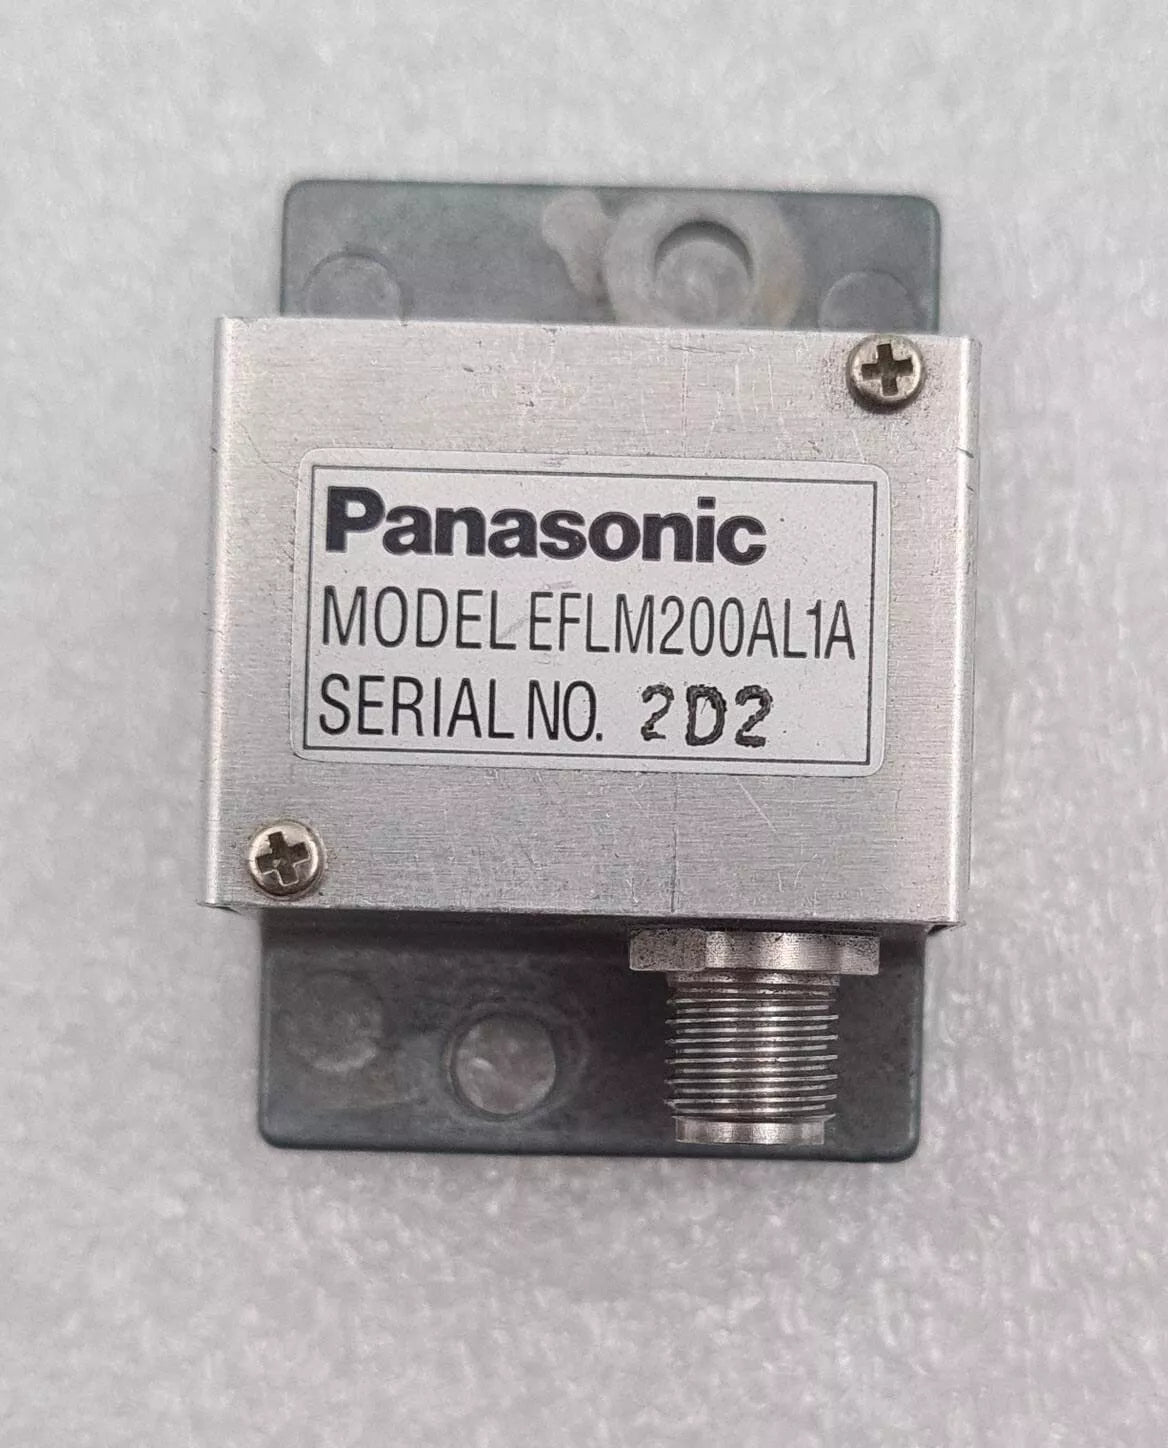 Panasonic
MODEL EFLM200AL1A
SERIAL NO. 2D2